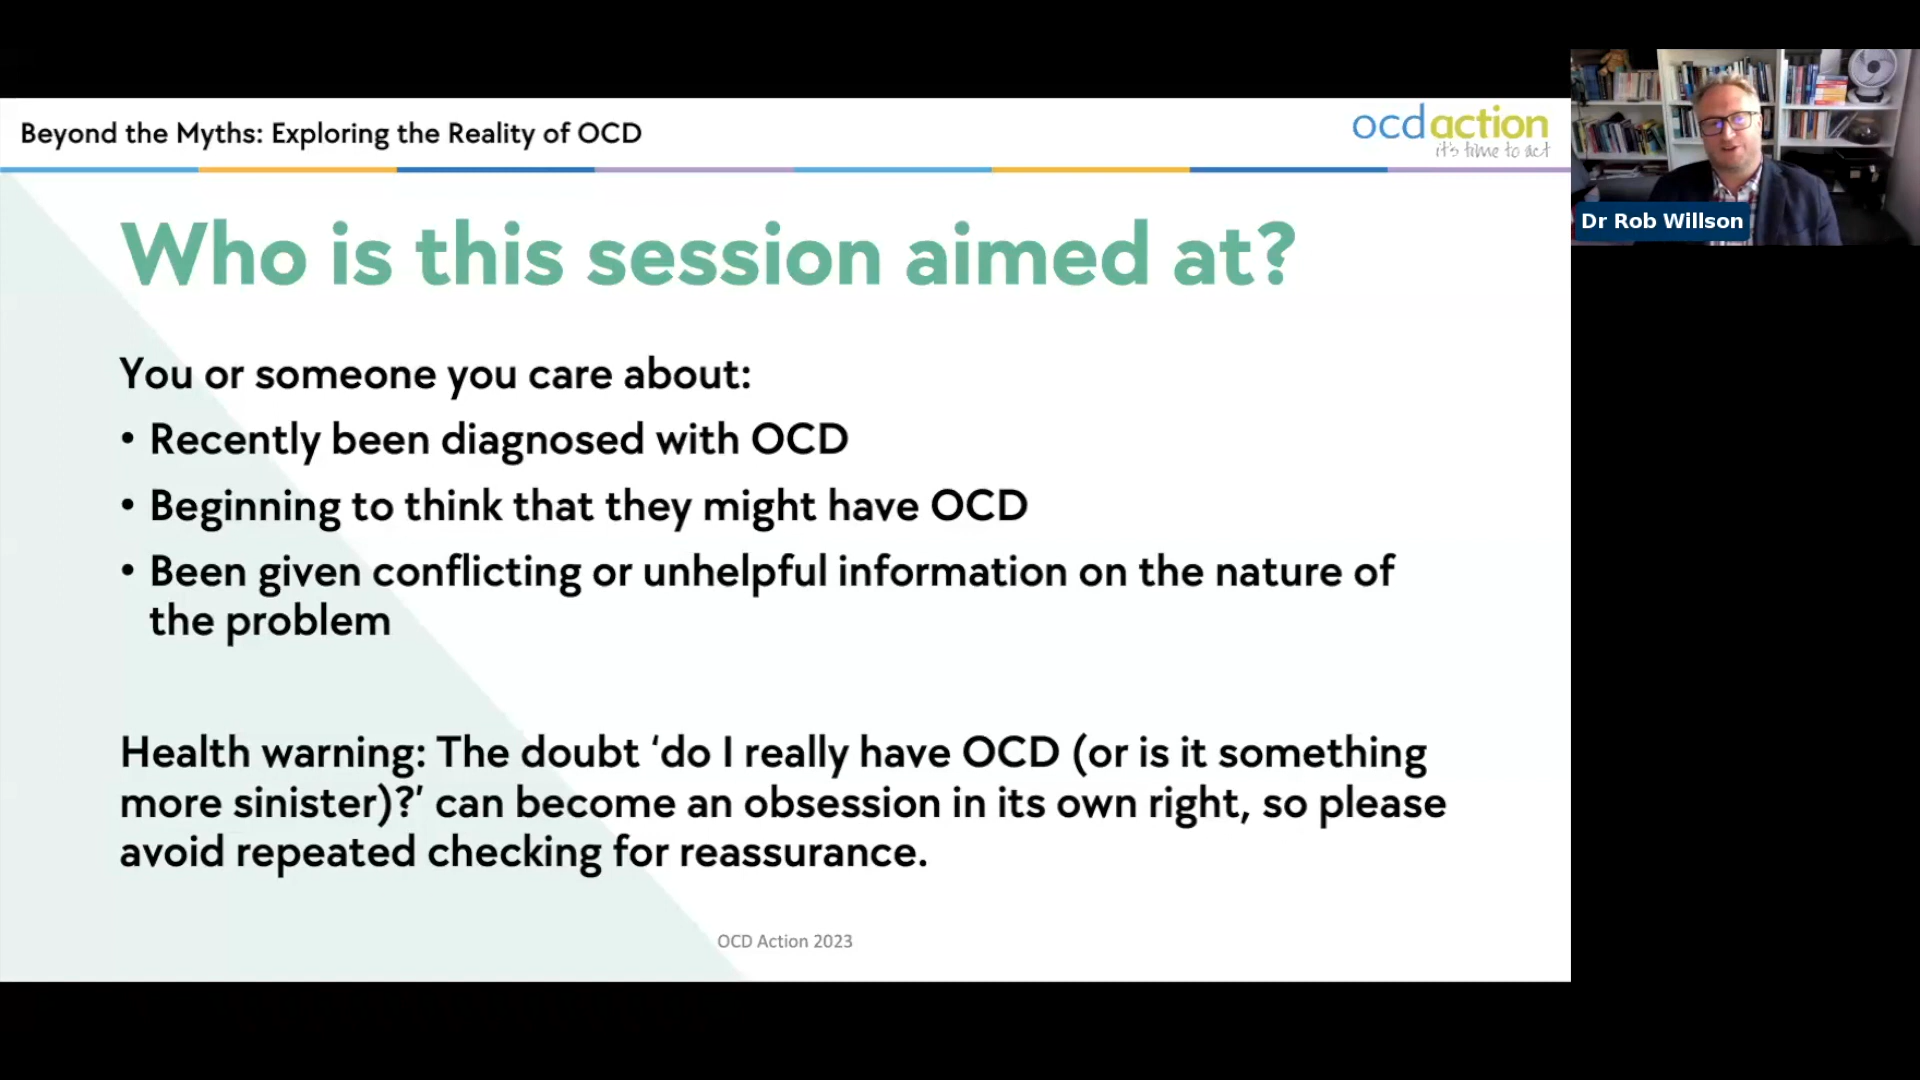 Beyond the Myths: Exploring the Reality of OCD
ocdaction
it's time to act
Dr Rob Willson
Who is this session aimed at?
You or someone you care about:
• Recently been diagnosed with OCD
• Beginning to think that they might have OCD
• Been given conflicting or unhelpful information on the nature of
the problem
Health warning: The doubt ‘do I really have OCD (or is it something
more sinister)?’ can become an obsession in its own right, so please
avoid repeated checking for reassurance.
OCD Action 2023